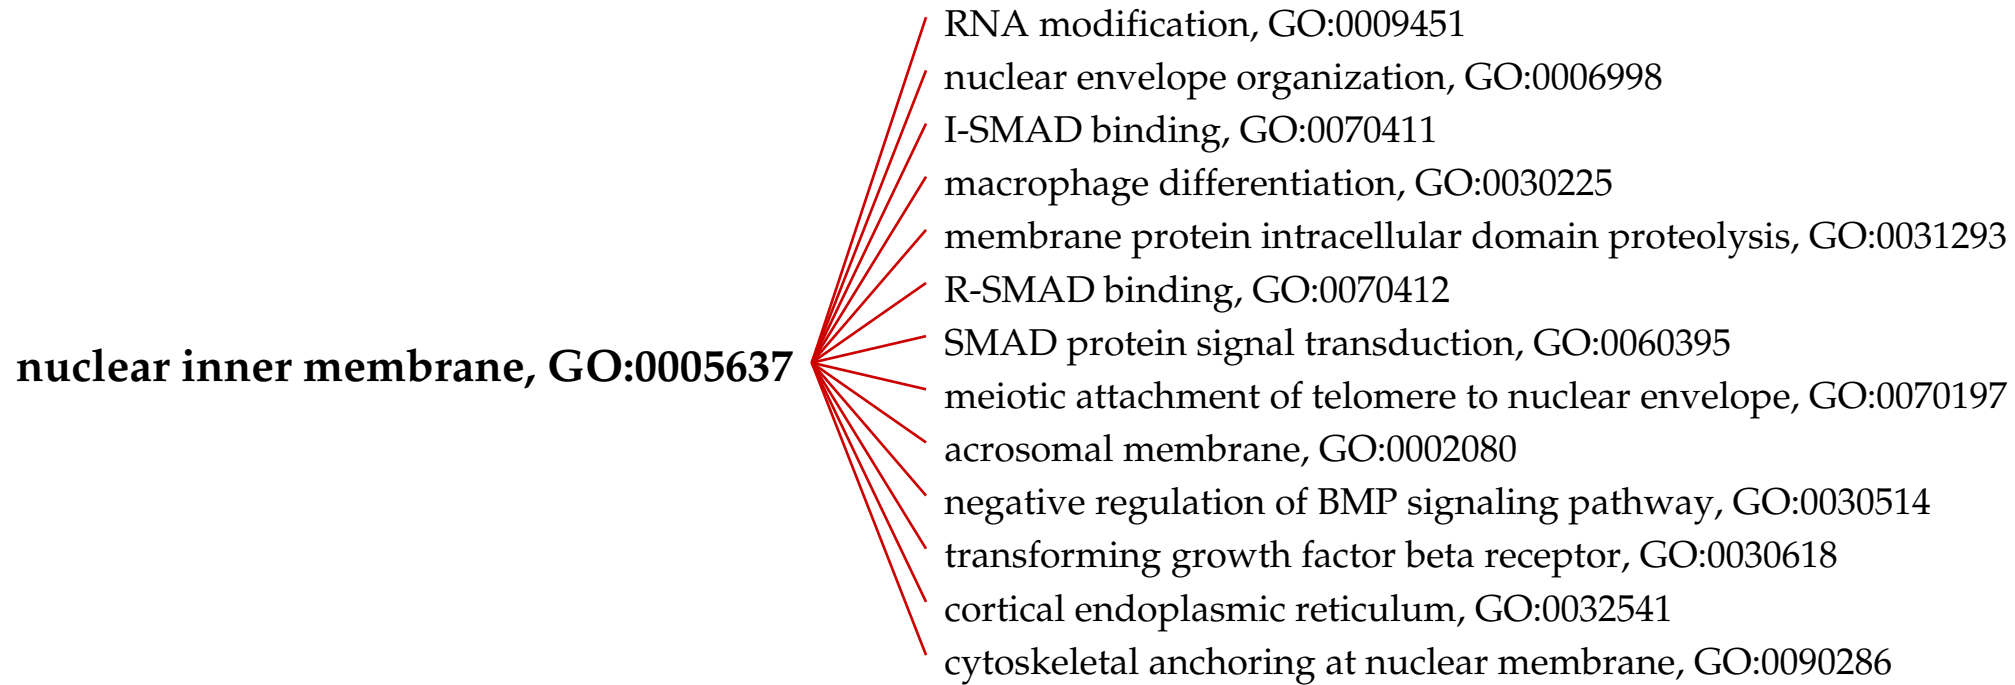 RNA modification, GO:0009451
nuclear envelope organization, GO:0006998
I-SMAD binding, GO:0070411
macrophage differentiation, GO:0030225
membrane protein intracellular domain proteolysis, GO:0031293
R-SMAD binding, GO:0070412
SMAD protein signal transduction, GO:0060395
nuclear inner membrane, GO:0005637
meiotic attachment of telomere to nuclear envelope, GO:0070197
acrosomal membrane, GO:0002080
negative regulation of BMP signaling pathway, GO:0030514
transforming growth factor beta receptor, GO:0030618
cortical endoplasmic reticulum, GO:0032541
cytoskeletal anchoring at nuclear membrane, GO:0090286